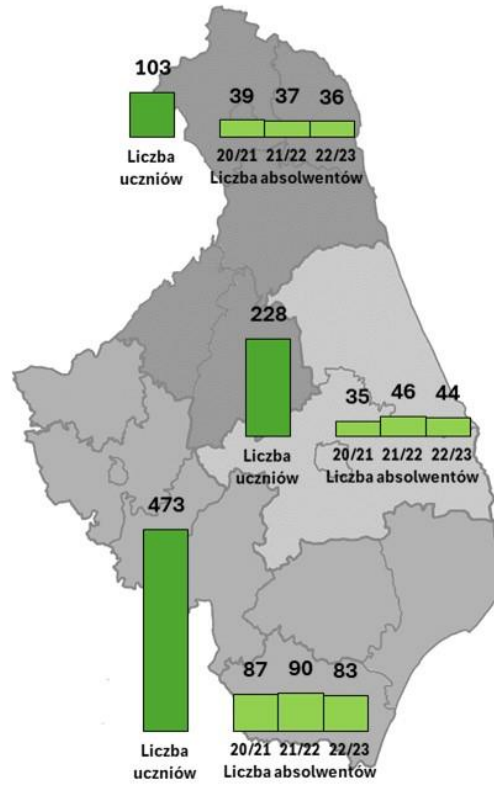 103
39 37 36
20/21 21/22 22/23
Liczba uczniów
Liczba absolwentów
228
35 46 44
20/21 21/22 22/23
Liczba uczniów
Liczba absolwentów
473
87 90 83
20/21 21/22 22/23
Liczba uczniów
Liczba absolwentów